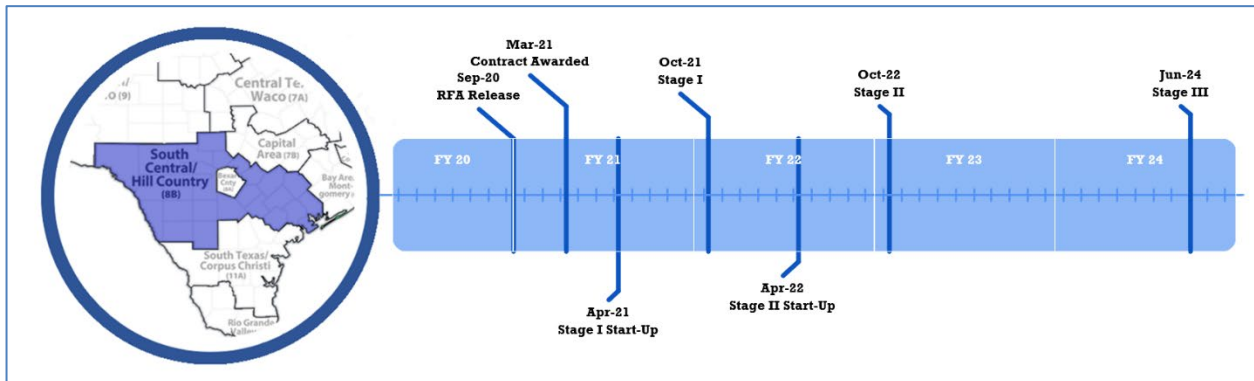 Central Te.
Waco (7A)
.O (9)
Capital
Area (7B)
South
Central/
Hill Country
(8B)
Bexar
Cnty
Bay Are
Mont-
gomery
South Texas/
Corpus Christi
(11A)
Rio Grande
Valley
Sep-20
RFA Release
Mar-21
Contract Awarded
Oct-21
Stage I
Oct-22
Stage II
Jun-24
Stage III
FY 20
FY 21
FY 22
FY 23
FY 24
Apr-21
Stage I Start-Up
Apr-22
Stage II Start-Up